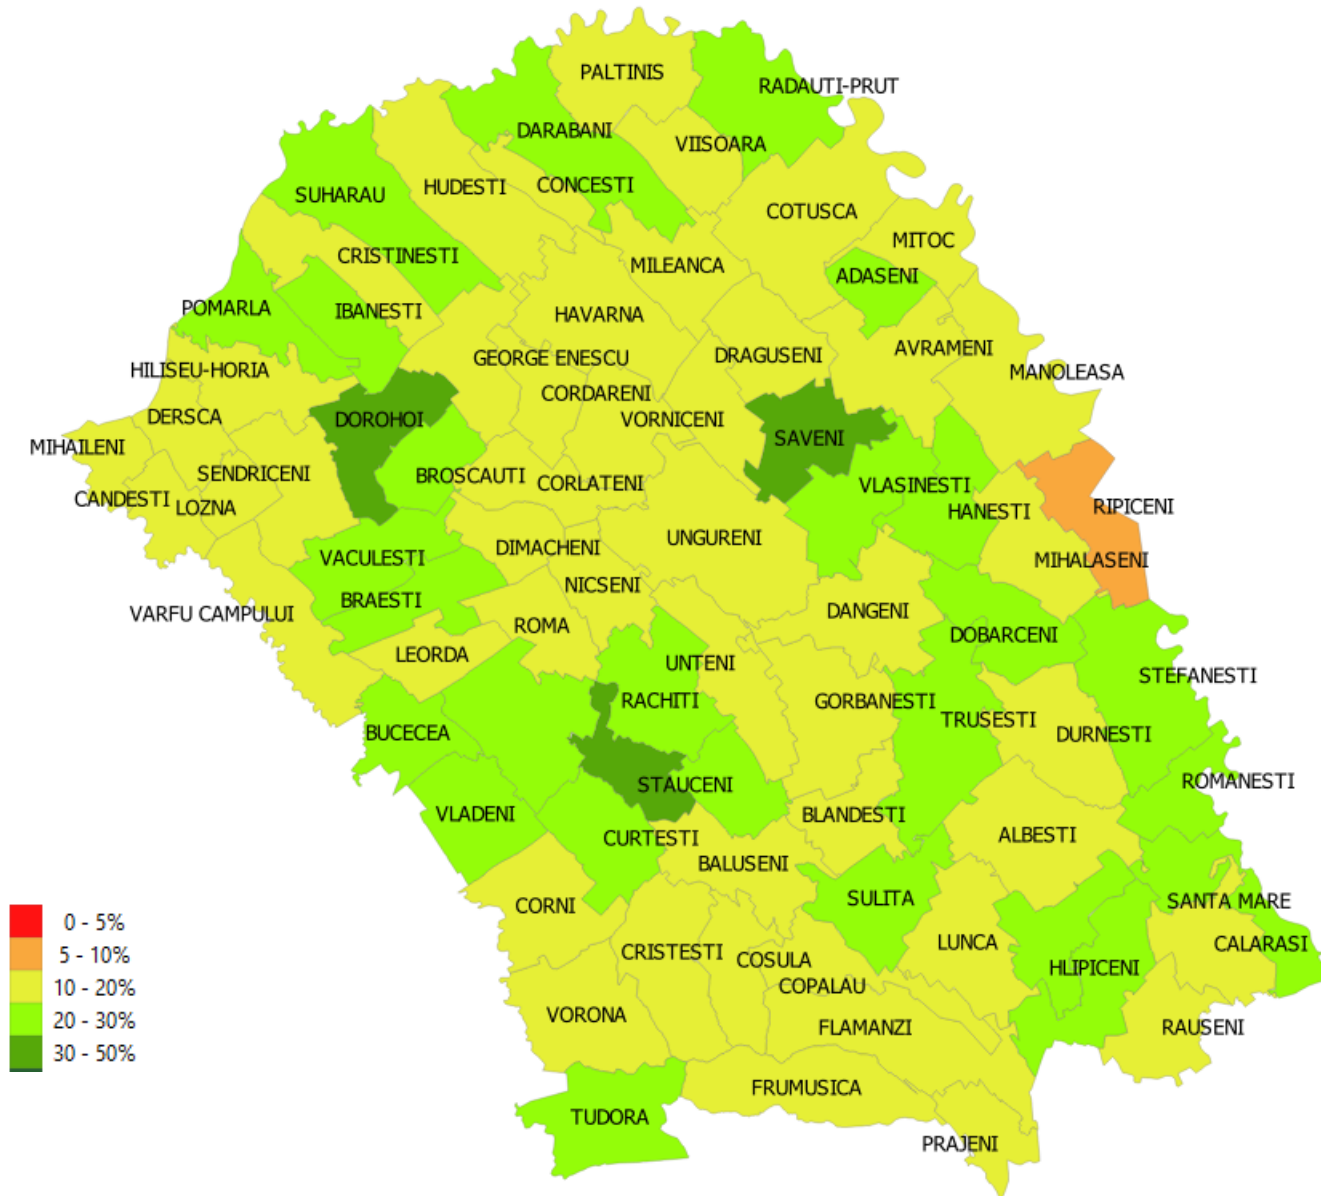 PALTINIS
RADAUTI-PRUT
DARABANI
VIISOARA
HUDESTI
CONCESTI
SUHARAU
COTUSCA
MITOC
CRISTINESTI
MILEANCA
ADASENI
POMARLA
IBANESTI
HAVARNA
AVRAMENI
GEORGE ENESCU
DRAGUSENI
HILISEU-HORIA
MANOLEASA
CORDARENI
DERSCA
DOROHOI
VORNICENI
SAVENI
MIHAILENI
SENDRICENI
BROSCAUTI
CORLATENI
VLASINESTI
CANDESTI
LOZNA
HANESTI
RIPICENI
UNGURENI
DIMACHENI
VACULESTI
MIHALASENI
NICSENI
BRAESTI
VARFU CAMPULUI
DANGENI
ROMA
DOBARCENI
LEORDA
UNTENI
STEFANESTI
RACHITI
GORBANESTI
TRUSESTI
BUCECEA
DURNESTI
STAUCENI
ROMANESTI
VLADENI
BLANDESTI
CURTESTI
ALBESTI
BALUSENI
SULITA
SANTA MARE
CORNI
LUNCA
CALARASI
CRISTESTI
COSULA
HLIPICENI
COPALAU
VORONA
FLAMANZI
RAUSENI
FRUMUSICA
TUDORA
PRAJENI
0 - 5%
5 - 10%
10 - 20%
20 - 30%
30 - 50%